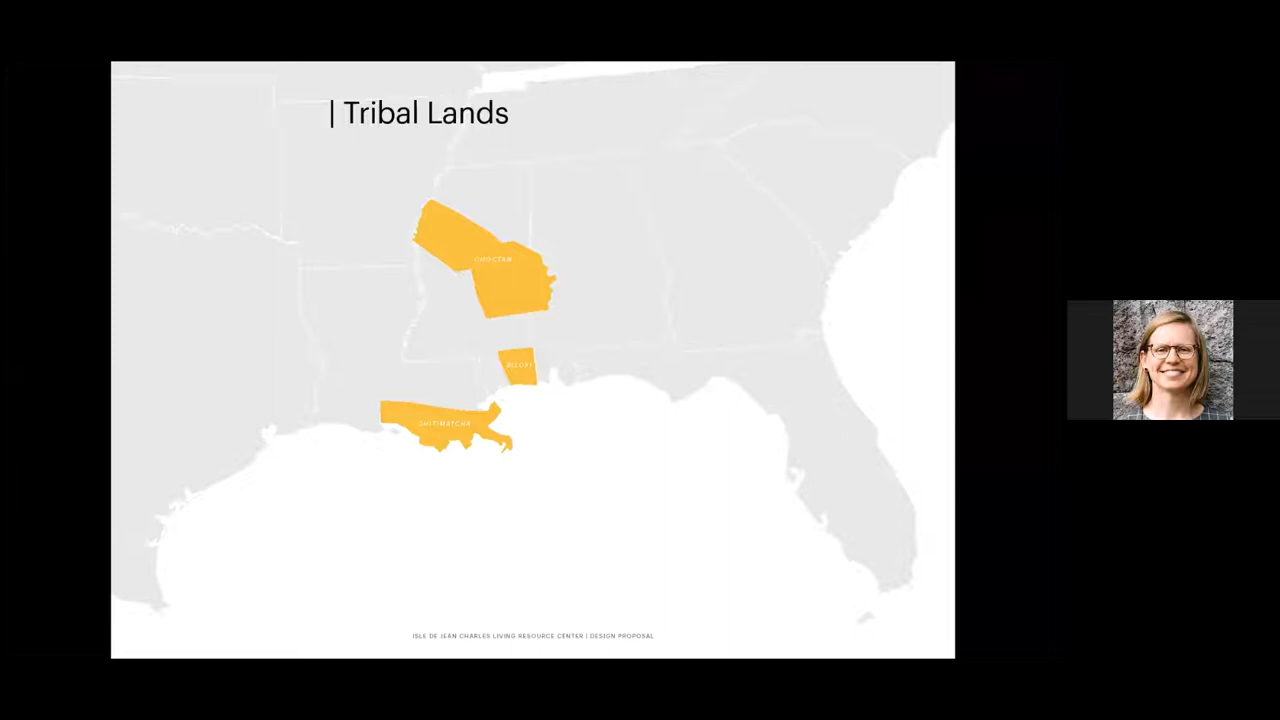 | Tribal Lands
CHOCTAW
BILOXI
CHITIMATCHA
ISLE DE JEAN CHARLES LIVING RESOURCE CENTER | DESIGN PROPOSAL